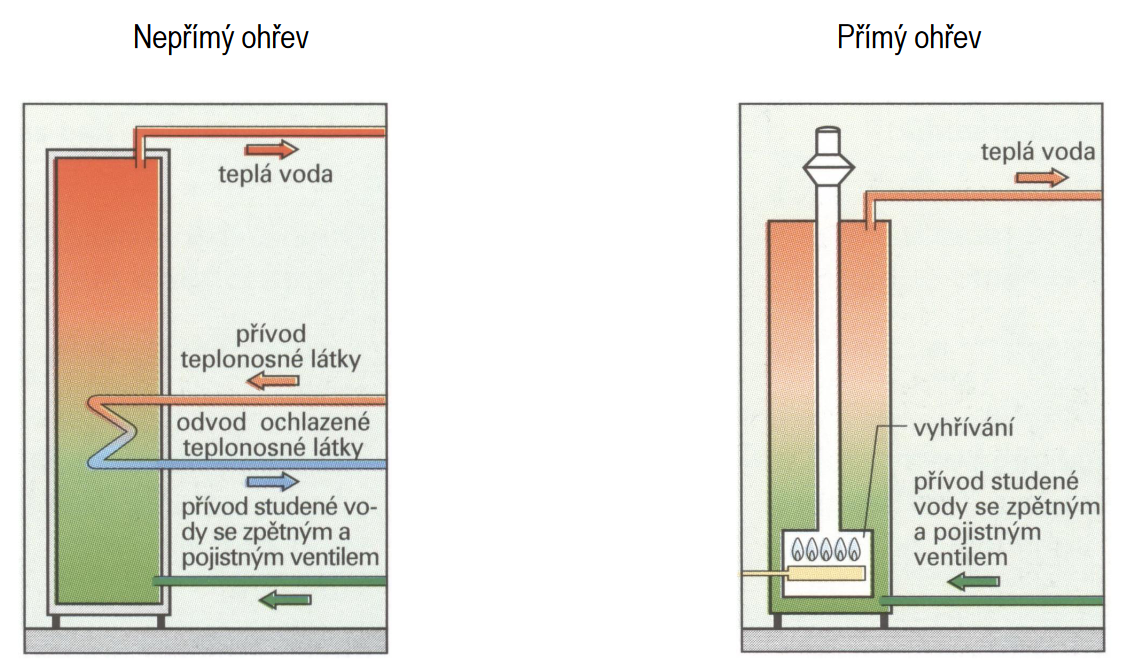 Nepřímý ohřev
teplá voda
přívod
teplonosné látky
odvod ochlazené
teplonosné látky
přívod studené vo-
dy se zpětným a
pojistným ventilem
Přímý ohřev
teplá voda
vyhřívání
přívod studené
vody se zpětným
a pojistným
ventilem